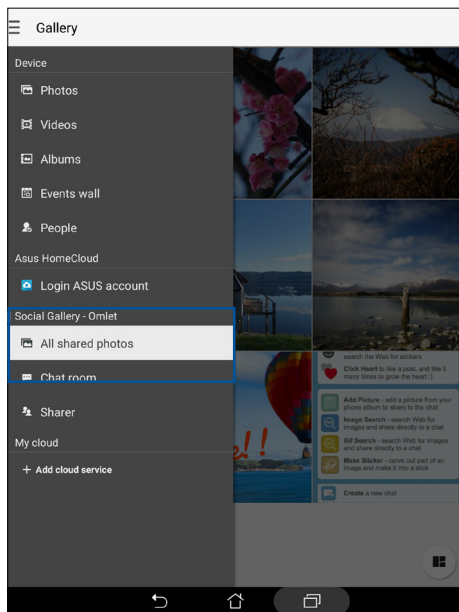 Gallery
Device
Photos
Videos
Albums
Events wall
People
Asus HomeCloud
Login ASUS account
Social Gallery - Omlet
All shared photos
Chat room
Sharer
My cloud
+ Add cloud service
search the Web for stickers
Click Heart to like a post, and like it
many times to grow the heart :)
Add Picture - add a picture from your
phone album to share to the chat
Image Search - search Web for
images and share directly to a chat
Gif Search - search Web for images
and share directly to a chat
Make Sticker - carve out part of an
image and make it into a stick
Create a new chat